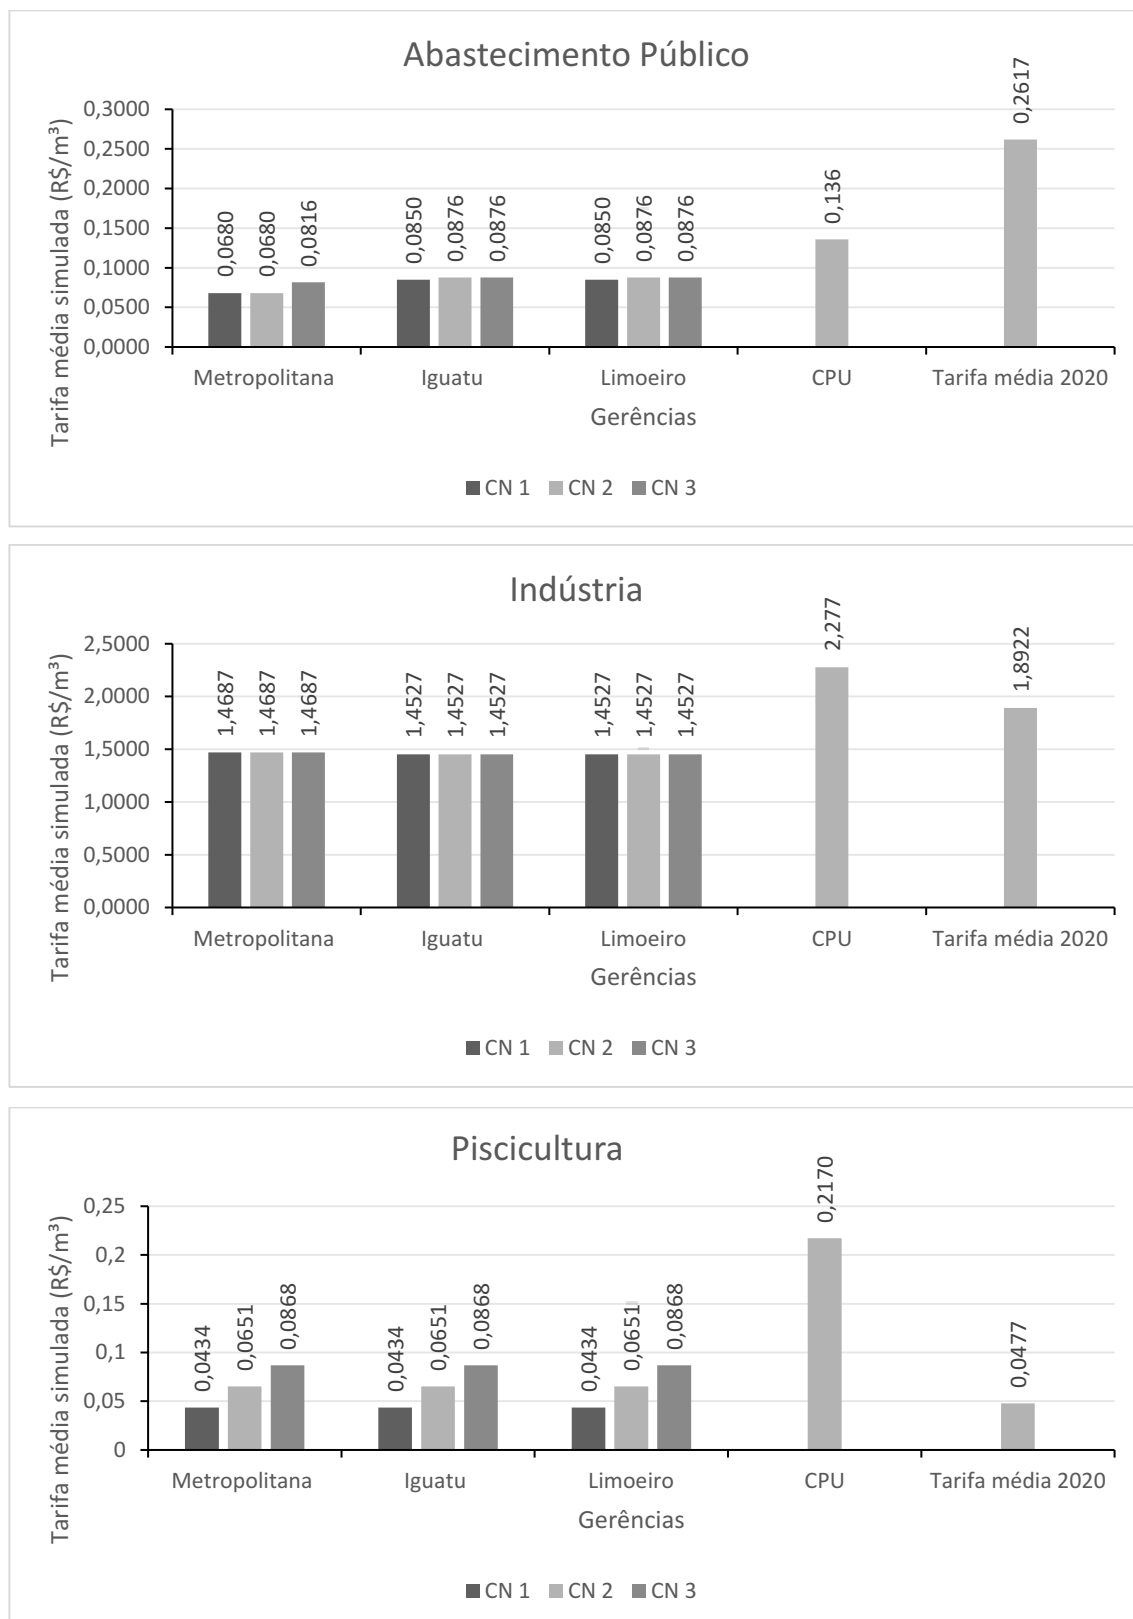 Abastecimento Público
Tarifa média simulada (R$/m³)
0,3000
0,2500
0,2000
0,1500
0,1000
0,0500
0,0000
0,0680
0,0680
0,0816
0,0850
0,0876
0,0876
0,0850
0,0876
0,0876
0,136
0,2617
Metropolitana
Iguatu
Limoeiro
CPU
Tarifa média 2020
Gerências
CN 1 CN 2 CN 3
Indústria
Tarifa média simulada (R$/m³)
2,5000
2,0000
1,5000
1,0000
0,5000
0,0000
1,4687
1,4687
1,4687
1,4527
1,4527
1,4527
1,4527
1,4527
1,4527
2,277
1,8922
Metropolitana
Iguatu
Limoeiro
CPU
Tarifa média 2020
Gerências
CN 1 CN 2 CN 3
Piscicultura
Tarifa média simulada (R$/m³)
0,25
0,2
0,15
0,1
0,05
0
0,0434
0,0651
0,0868
0,0434
0,0651
0,0868
0,0434
0,0651
0,0868
0,2170
0,0477
Metropolitana
Iguatu
Limoeiro
CPU
Tarifa média 2020
Gerências
CN 1 CN 2 CN 3